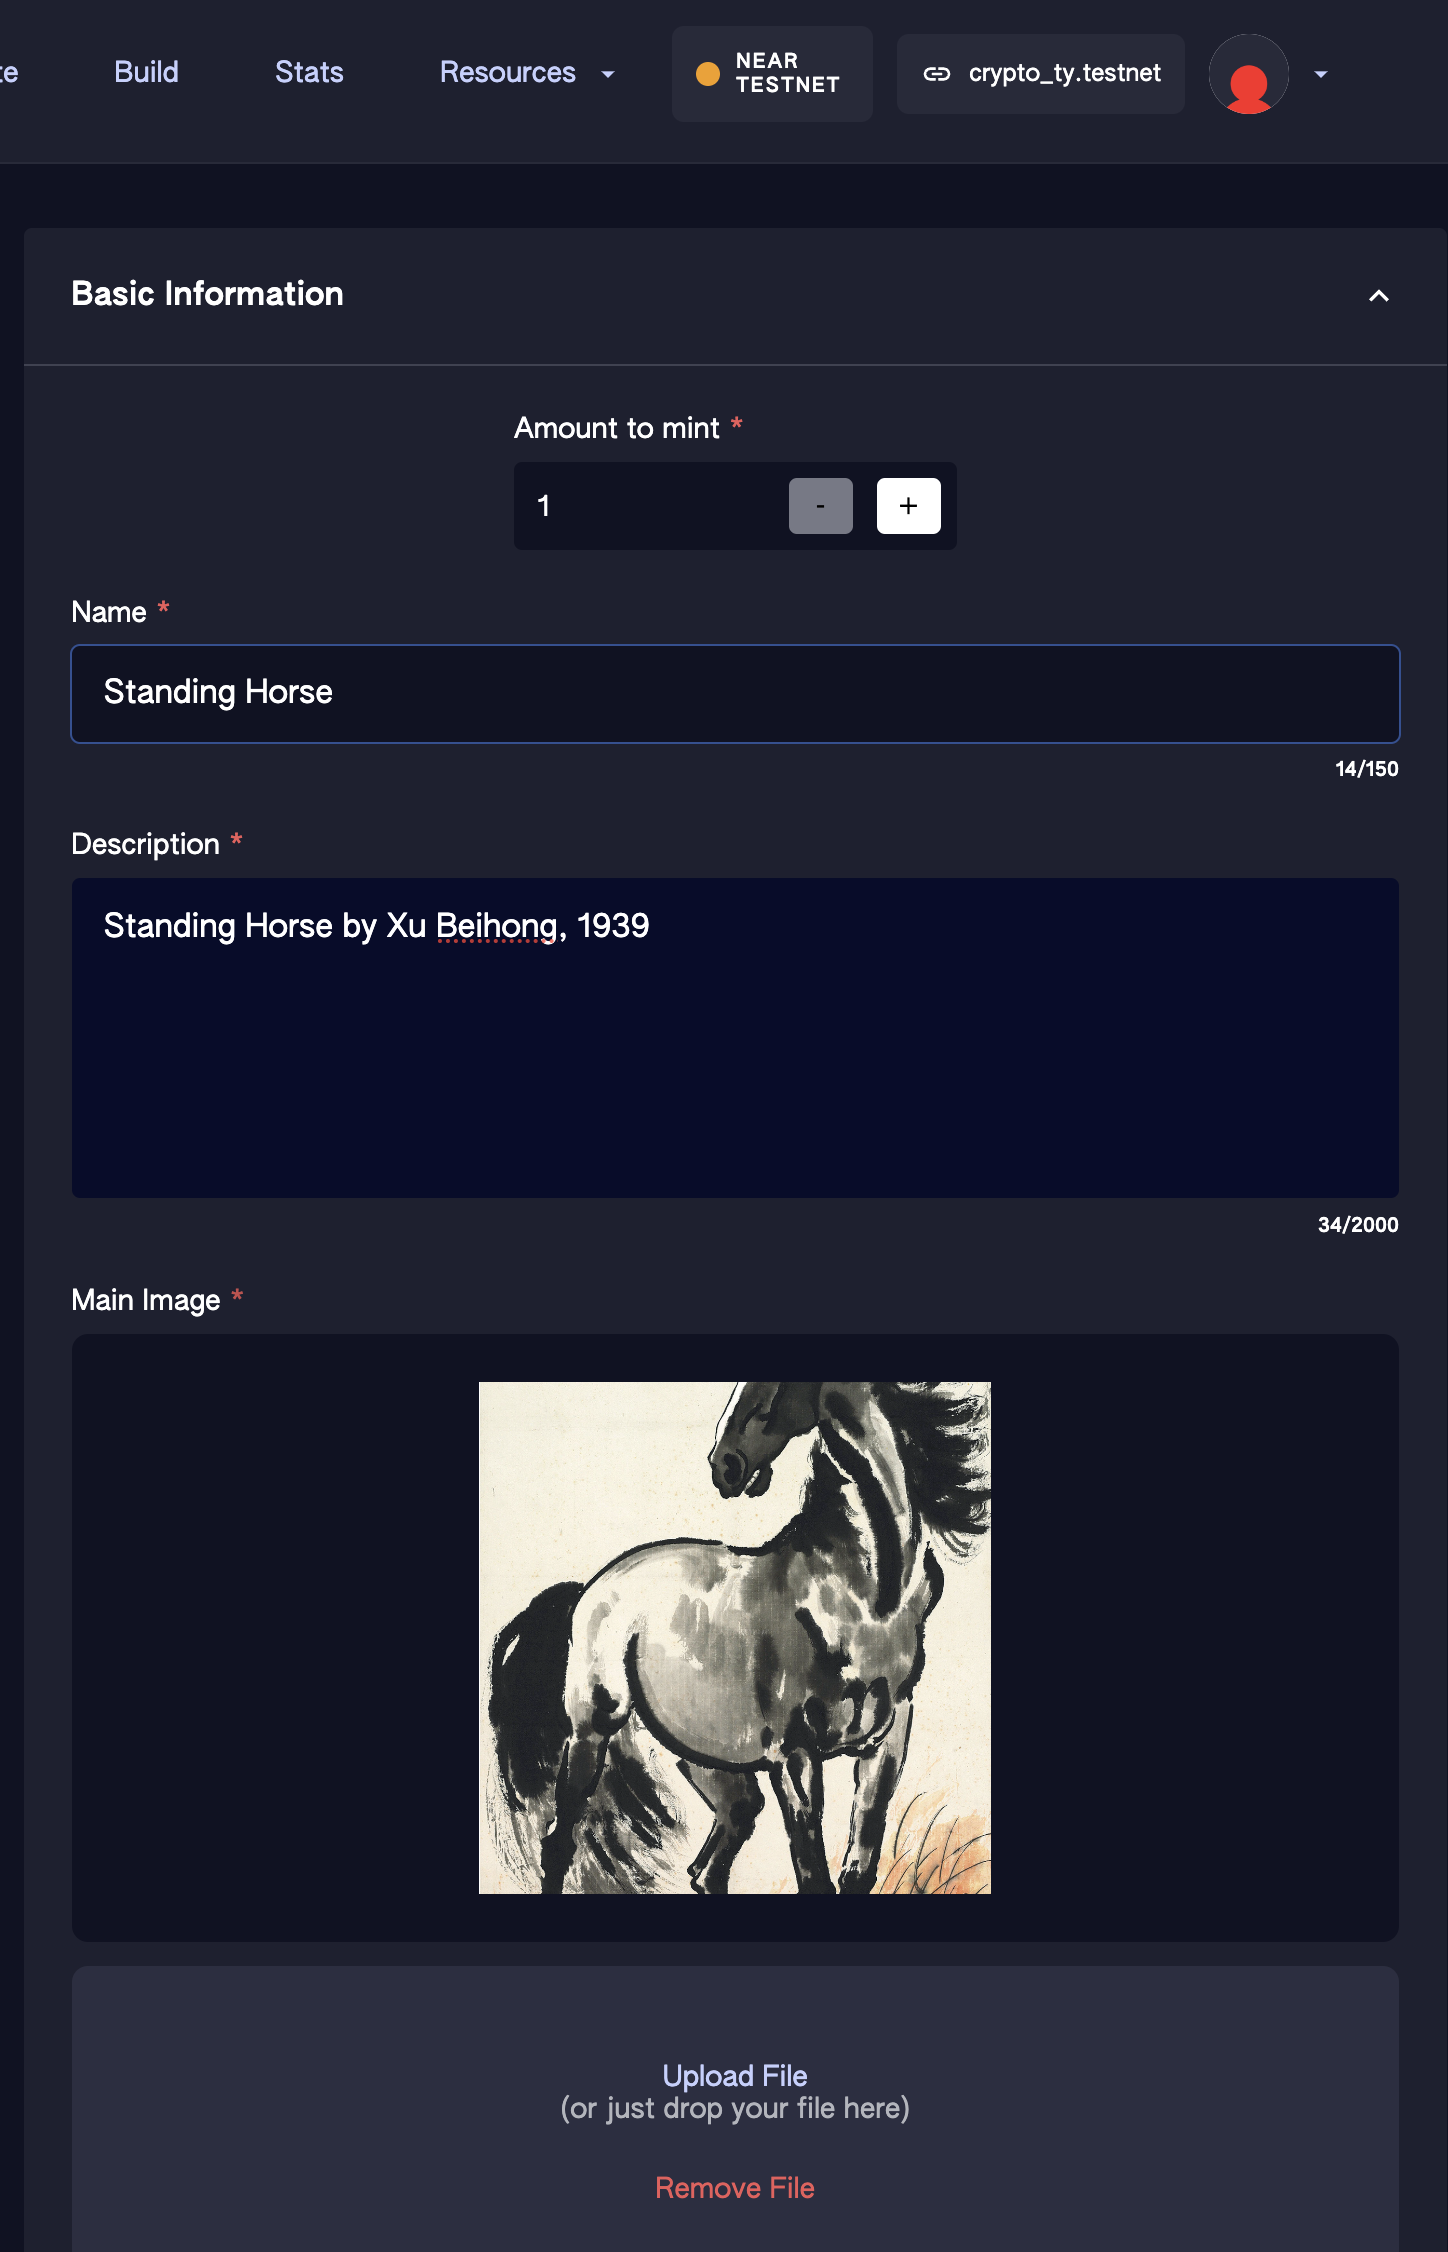 Build Stats Resources NEAR TESTNET crypto_ty.testnet
Basic Information
Amount to mint *
1 - +
Name *
Standing Horse
14/150
Description *
Standing Horse by Xu Beihong, 1939
34/2000
Main Image *
Upload File
(or just drop your file here)
Remove File